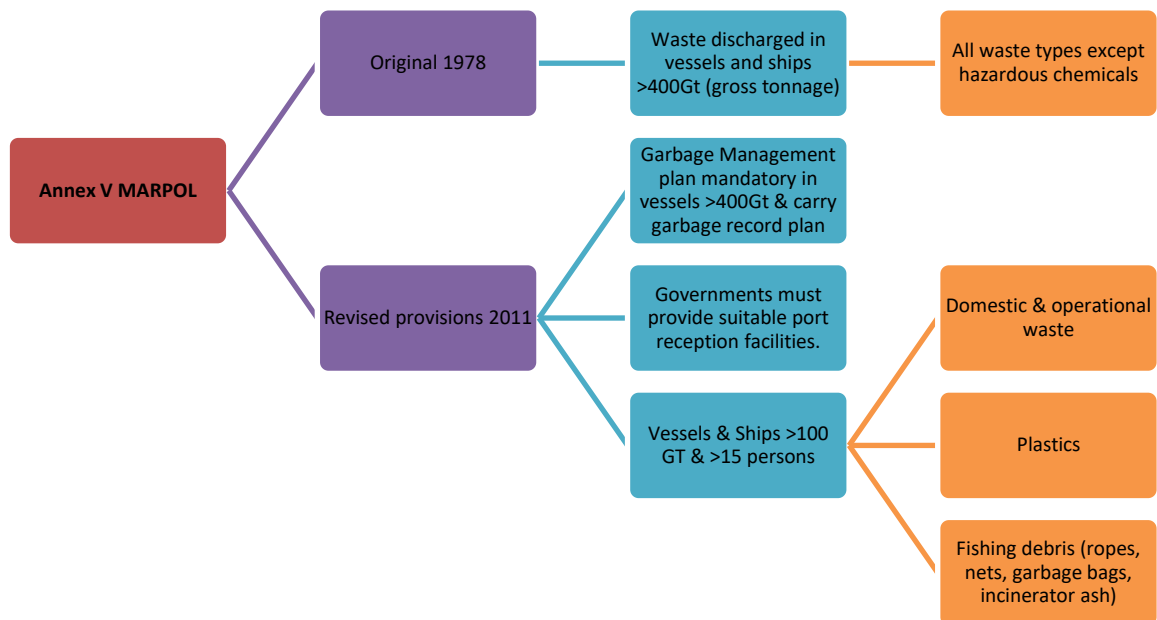 Annex V MARPOL
Original 1978
Waste discharged in
vessels and ships
>400Gt (gross tonnage)
All waste types except
hazardous chemicals
Revised provisions 2011
Garbage Management
plan mandatory in
vessels >400Gt & carry
garbage record plan
Governments must
provide suitable port
reception facilities.
Vessels & Ships >100
GT & >15 persons
Domestic & operational
waste
Plastics
Fishing debris (ropes,
nets, garbage bags,
incinerator ash)